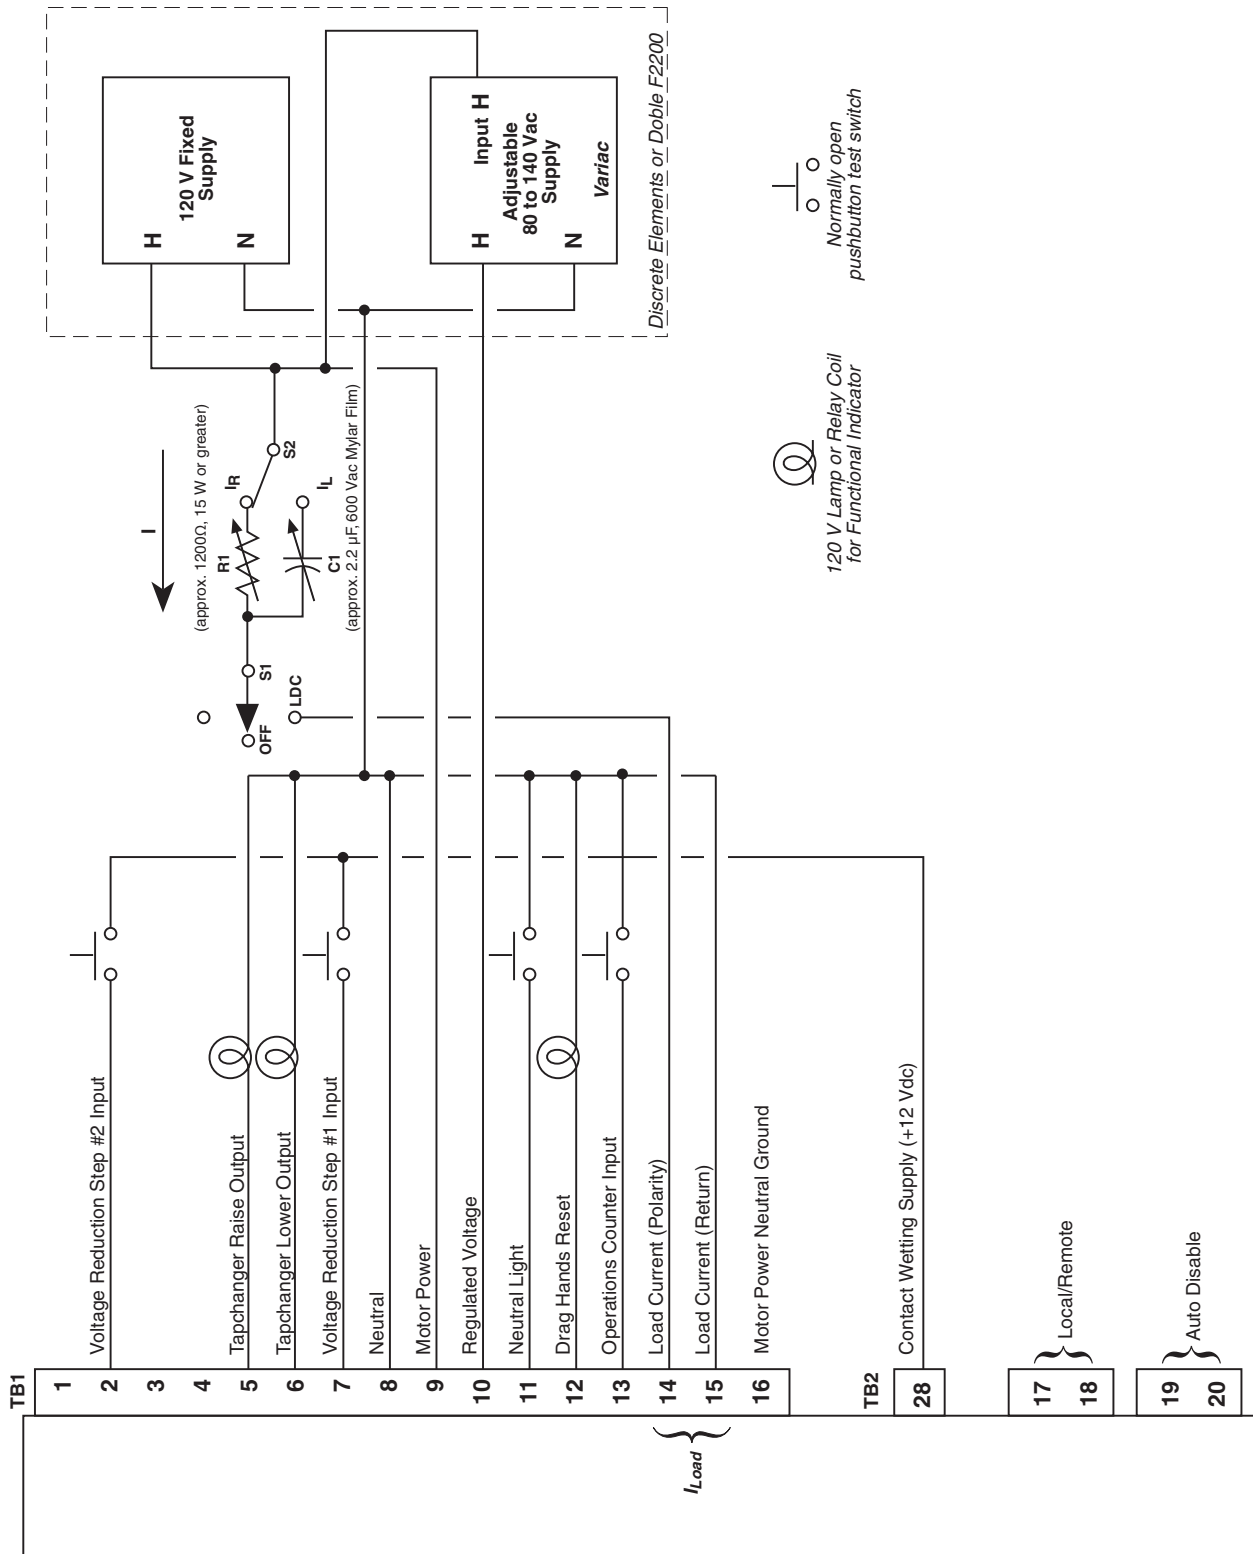 TB1
1
2
3
4
5
6
7
8
9
10
11
12
13
14
15
16
TB2
28
17
18
19
20
I Load
Voltage Reduction Step #2 Input
Tapchanger Raise Output
Tapchanger Lower Output
Voltage Reduction Step #1 Input
Neutral
Motor Power
Regulated Voltage
Neutral Light
Drag Hands Reset
Operations Counter Input
Load Current (Polarity)
Load Current (Return)
Motor Power Neutral Ground
Contact Wetting Supply (+12 Vdc)
Local/Remote
Auto Disable
OFF
LDC
S1
I
(approx. 1200Ω, 15 W or greater)
R1
IR
S2
C1
IL
(approx. 2.2 µF, 600 Vac Mylar Film)
120 V Fixed
Supply
H
N
Input H
Adjustable
80 to 140 Vac
Supply
H
N
Variac
Discrete Elements or Doble F2200
120 V Lamp or Relay Coil
for Functional Indicator
Normally open
pushbutton test switch